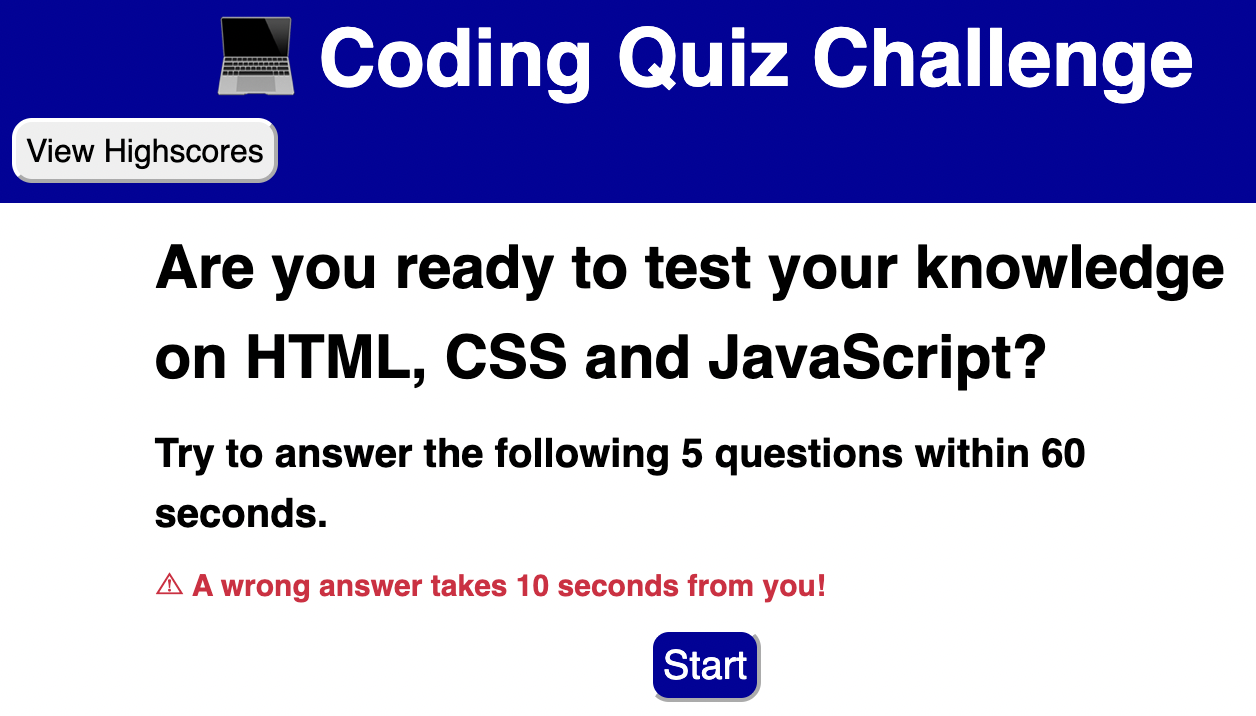 💻 Coding Quiz Challenge
View Highscores
Are you ready to test your knowledge
on HTML, CSS and JavaScript?
Try to answer the following 5 questions within 60
seconds.
⚠ A wrong answer takes 10 seconds from you!
Start